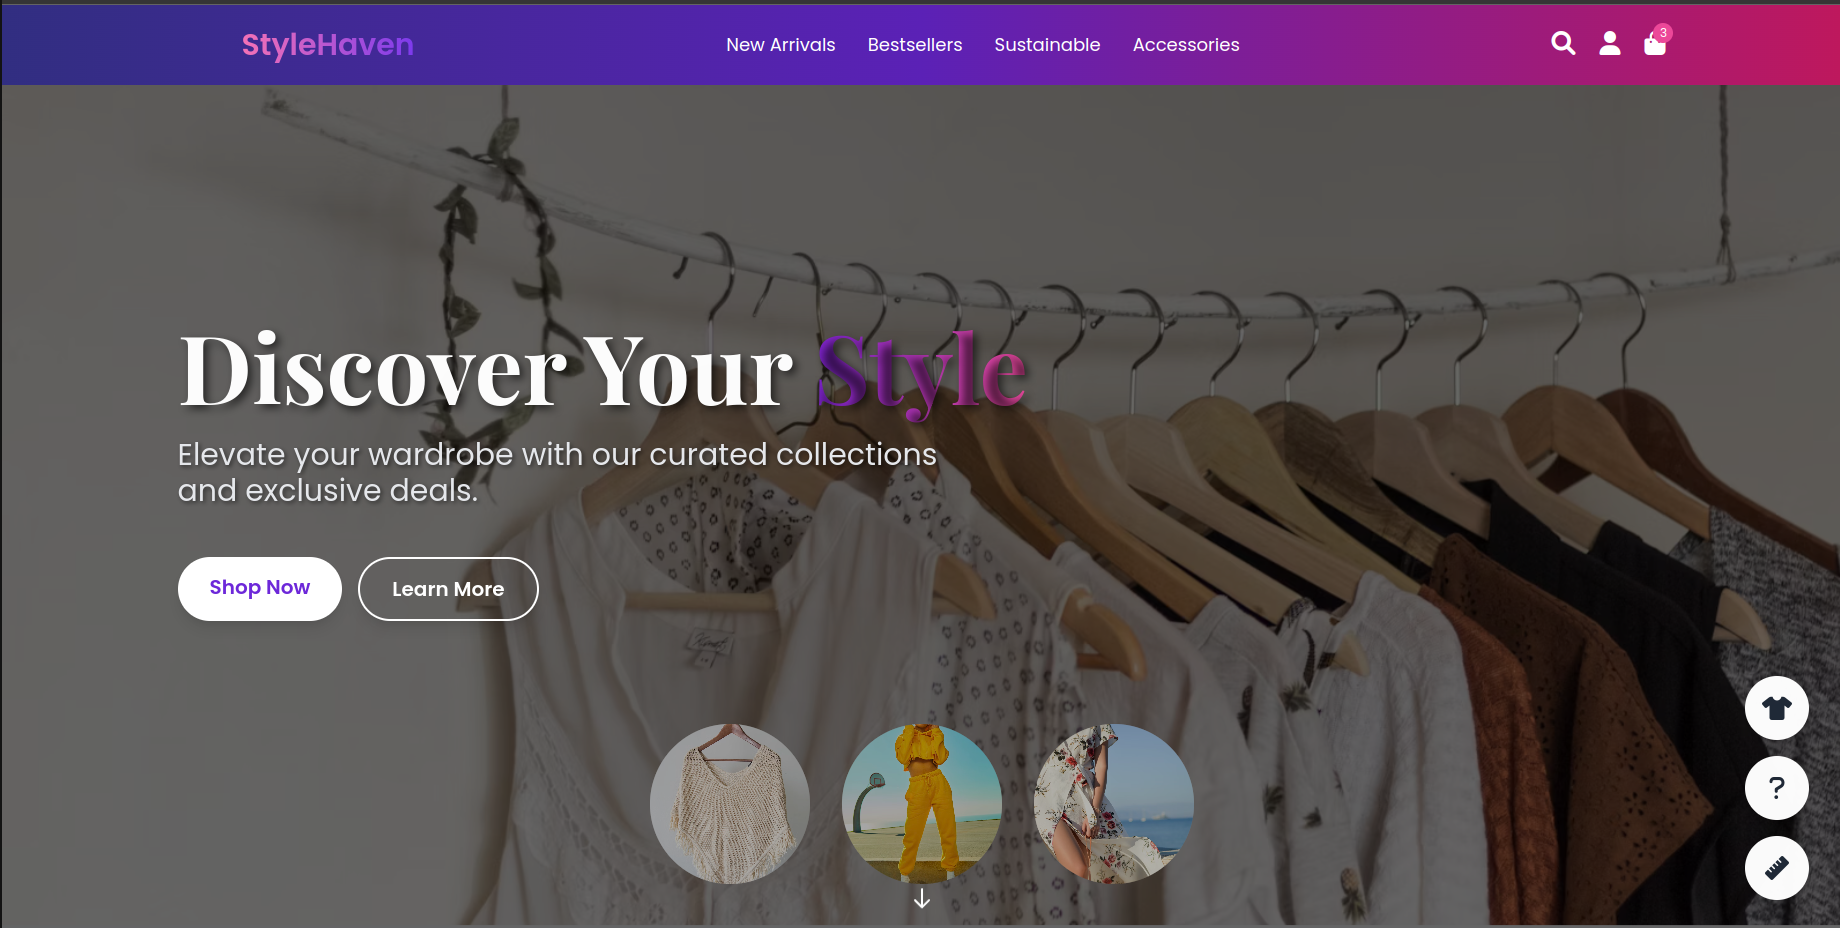 StyleHaven
New Arrivals
Bestsellers
Sustainable
Accessories
3
Discover Your Style
Elevate your wardrobe with our curated collections
and exclusive deals.
Shop Now
Learn More
?